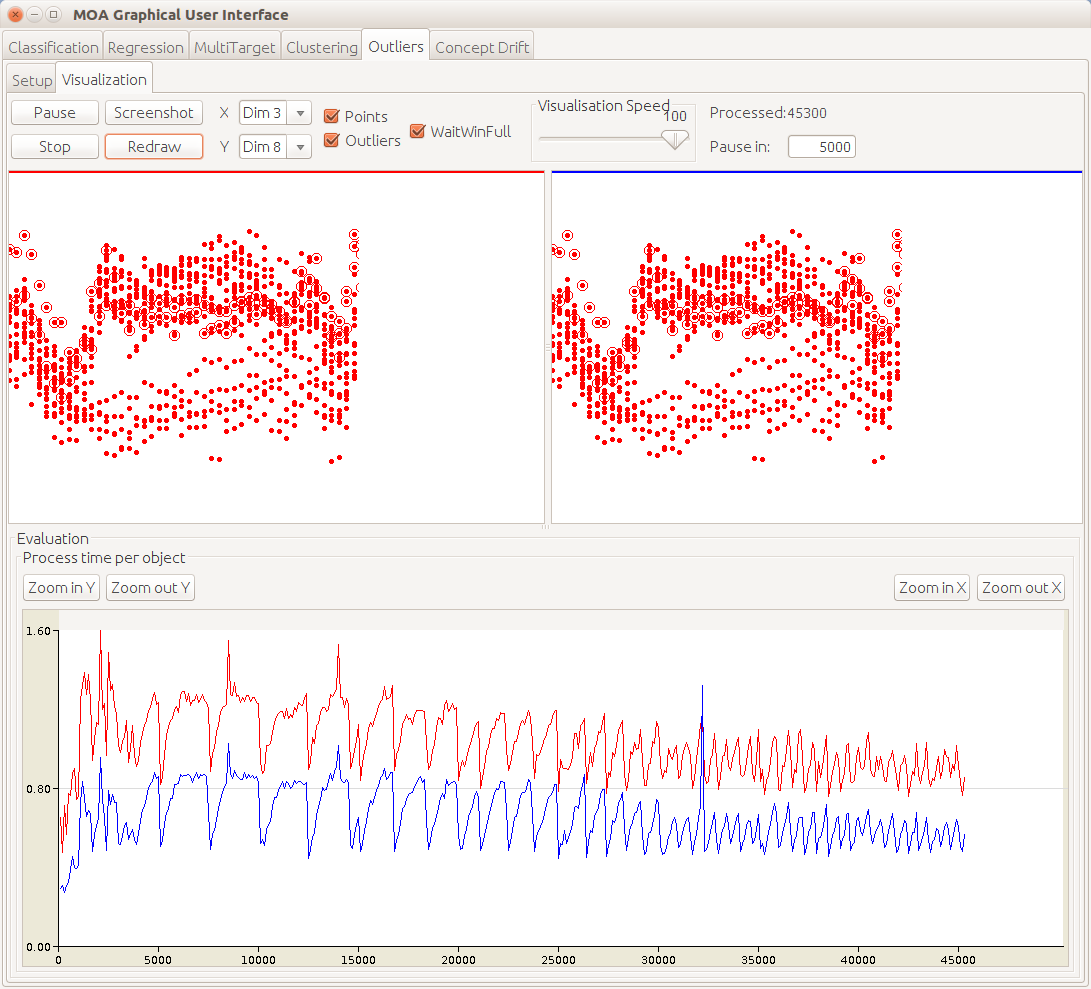 MOA Graphical User Interface
Classification Regression MultiTarget Clustering Outliers Concept Drift
Setup Visualization
Pause Screenshot X Dim 3 Points WaitWinFull Visualisation Speed 100 Processed:45300
Stop Redraw Y Dim 8 Outliers Pause in: 5000
Evaluation
Process time per object
Zoom in Y Zoom out Y Zoom in X Zoom out X
1.60
0.80
0.00
0 5000 10000 15000 20000 25000 30000 35000 40000 45000